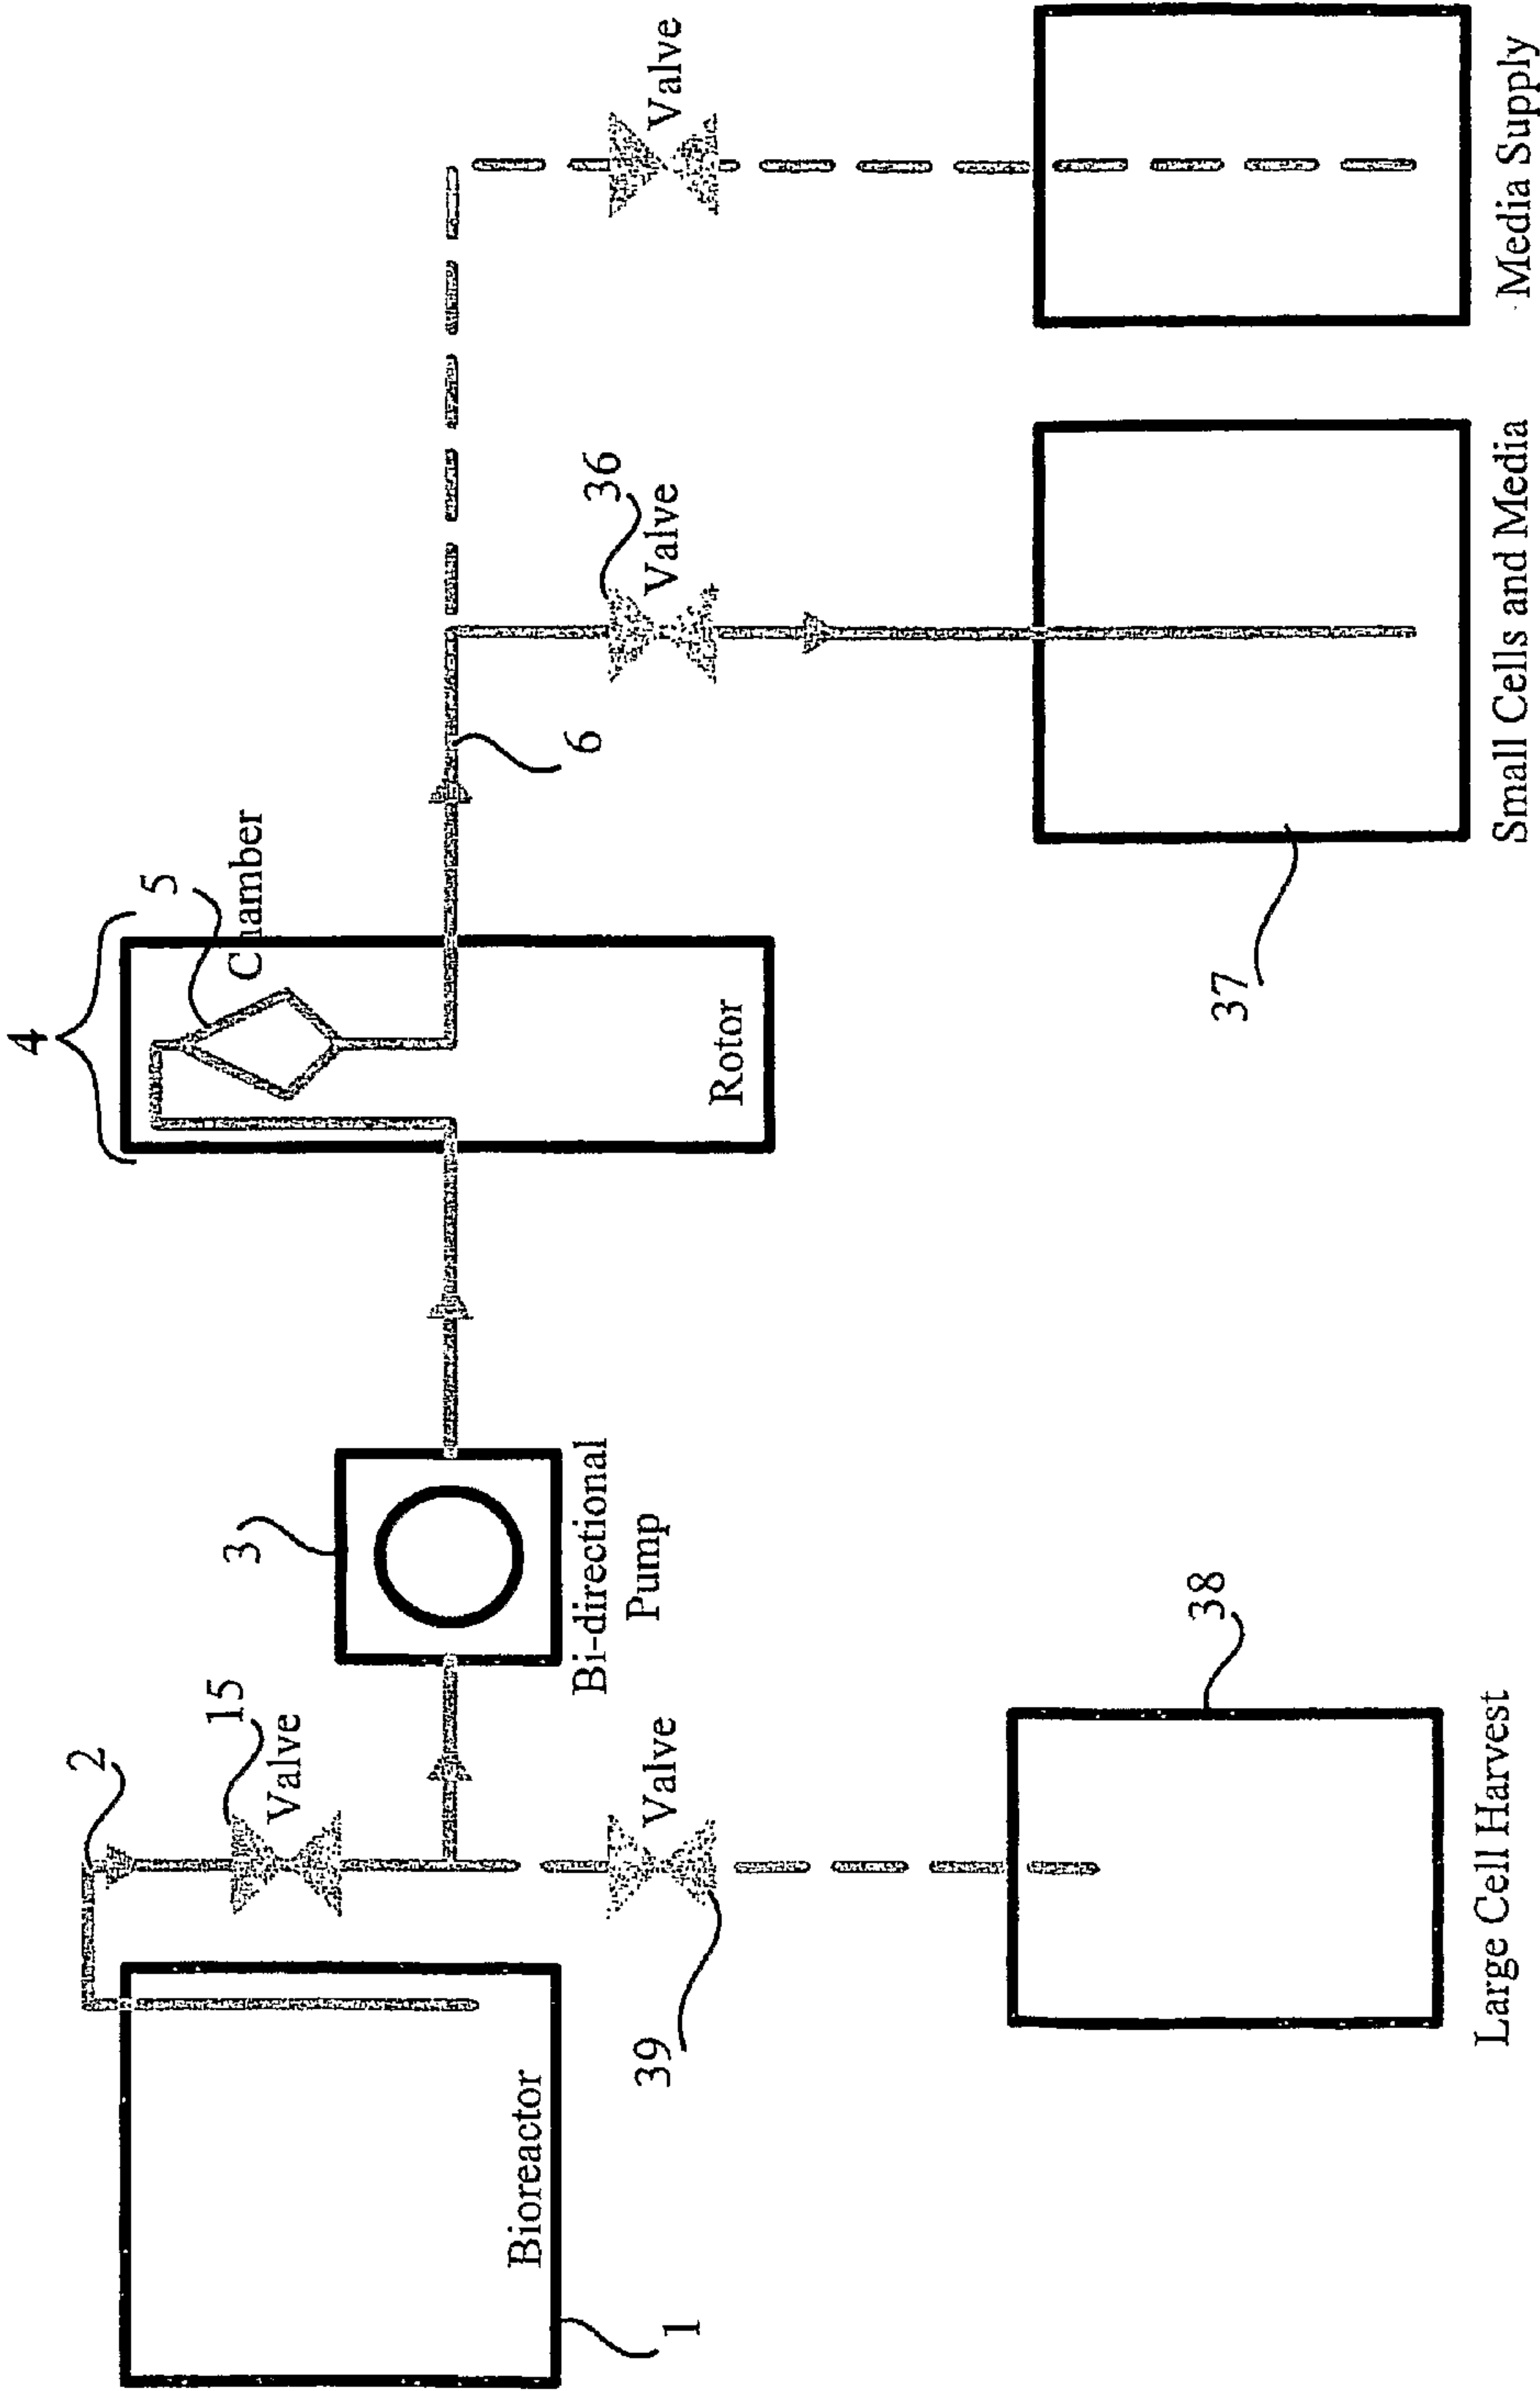 4
5
Chamber
Valve
2
15
Valve
3
6
36
Valve
Rotor
Bioreactor
Bi-directional
Pump
Valve
1
39
38
37
Large Cell Harvest
Small Cells and Media
Media Supply